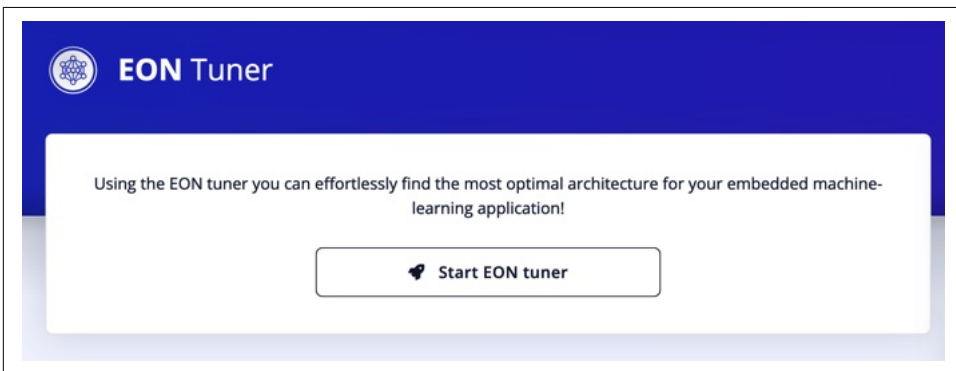 EON Tuner
Using the EON tuner you can effortlessly find the most optimal architecture for your embedded machine-
learning application!
Start EON tuner